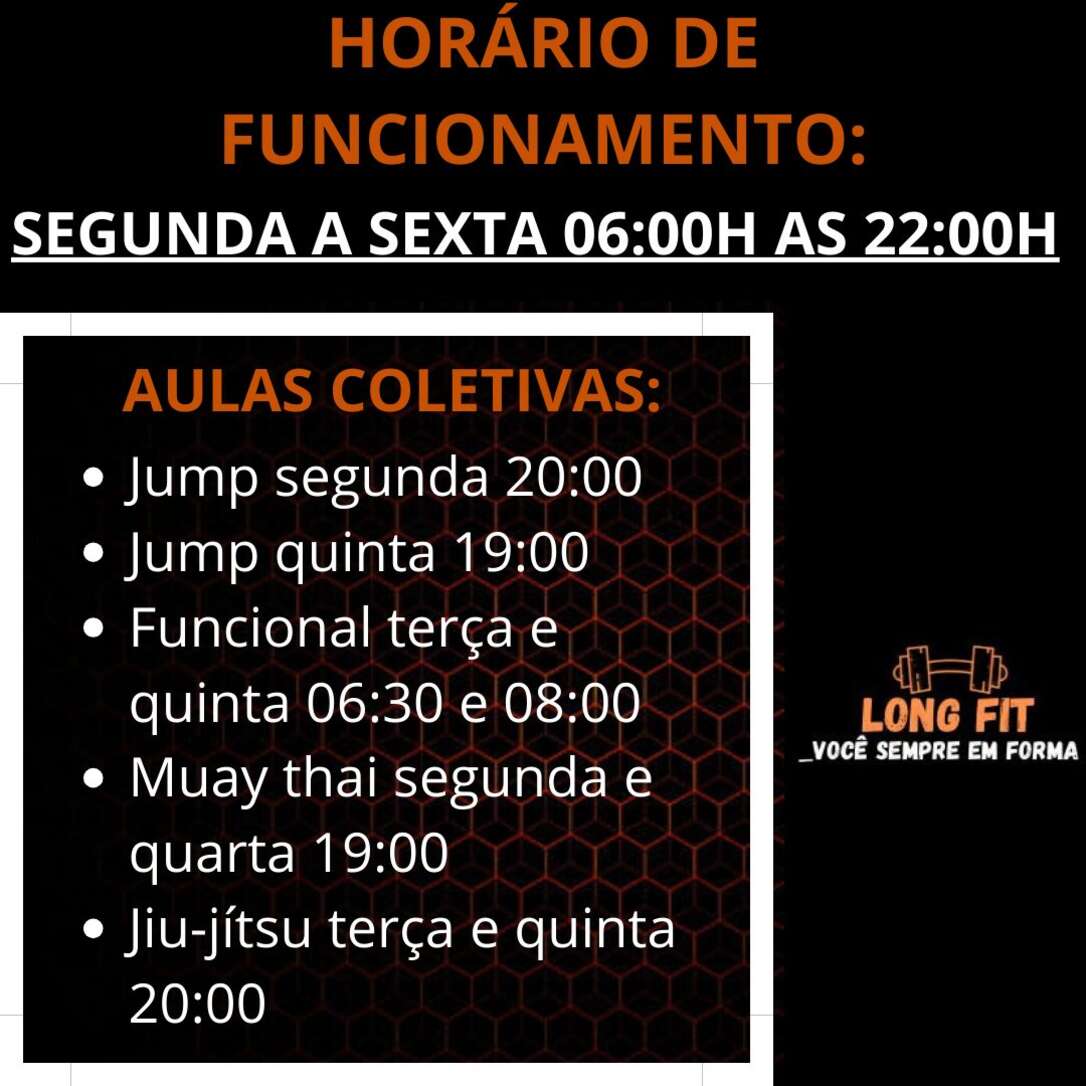 HORÁRIO DE
FUNCIONAMENTO:
SEGUNDA A SEXTA 06:00H AS 22:00H
AULAS COLETIVAS:
• Jump segunda 20:00
• Jump quinta 19:00
• Funcional terça e
quinta 06:30 e 08:00
• Muay thai segunda e
quarta 19:00
• Jiu-jítsu terça e quinta
20:00
LONG FIT
_VOCÊ SEMPRE EM FORMA